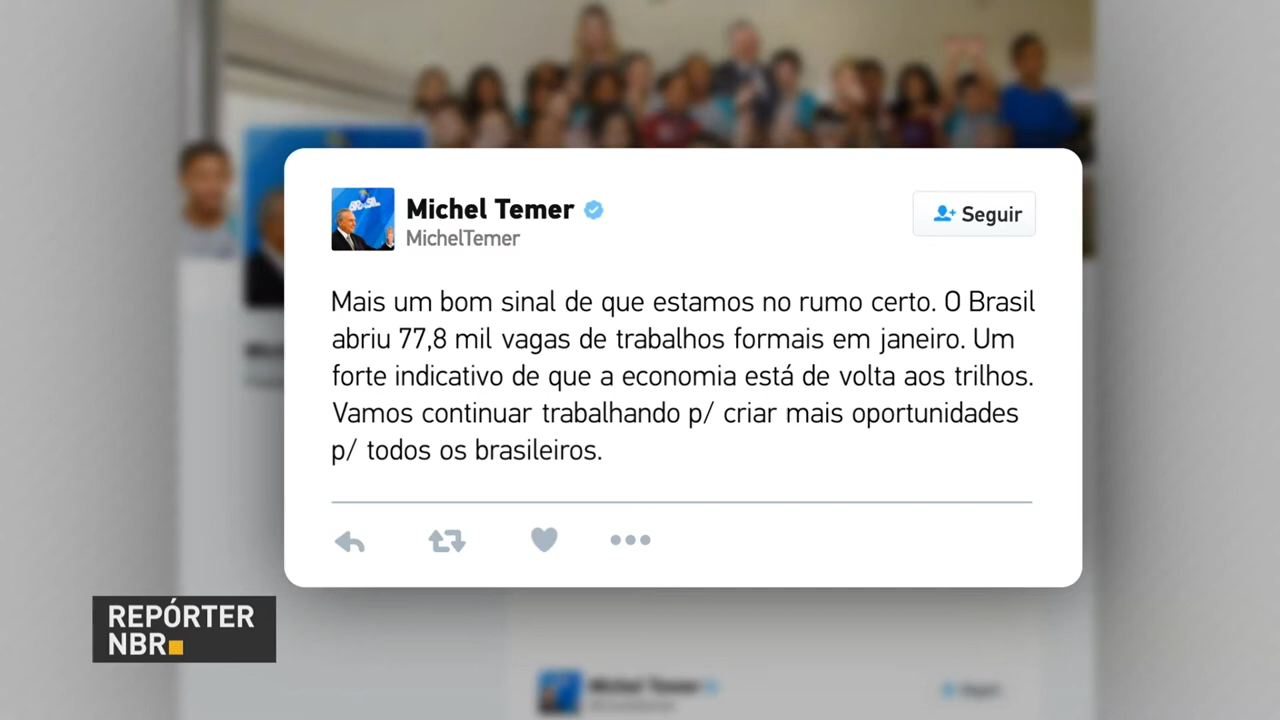 Michel Temer
MichelTemer
Seguir
Mais um bom sinal de que estamos no rumo certo. O Brasil
abriu 77,8 mil vagas de trabalhos formais em janeiro. Um
forte indicativo de que a economia está de volta aos trilhos.
Vamos continuar trabalhando p/ criar mais oportunidades
p/ todos os brasileiros.
REPÓRTER
NBR
Michel Temer